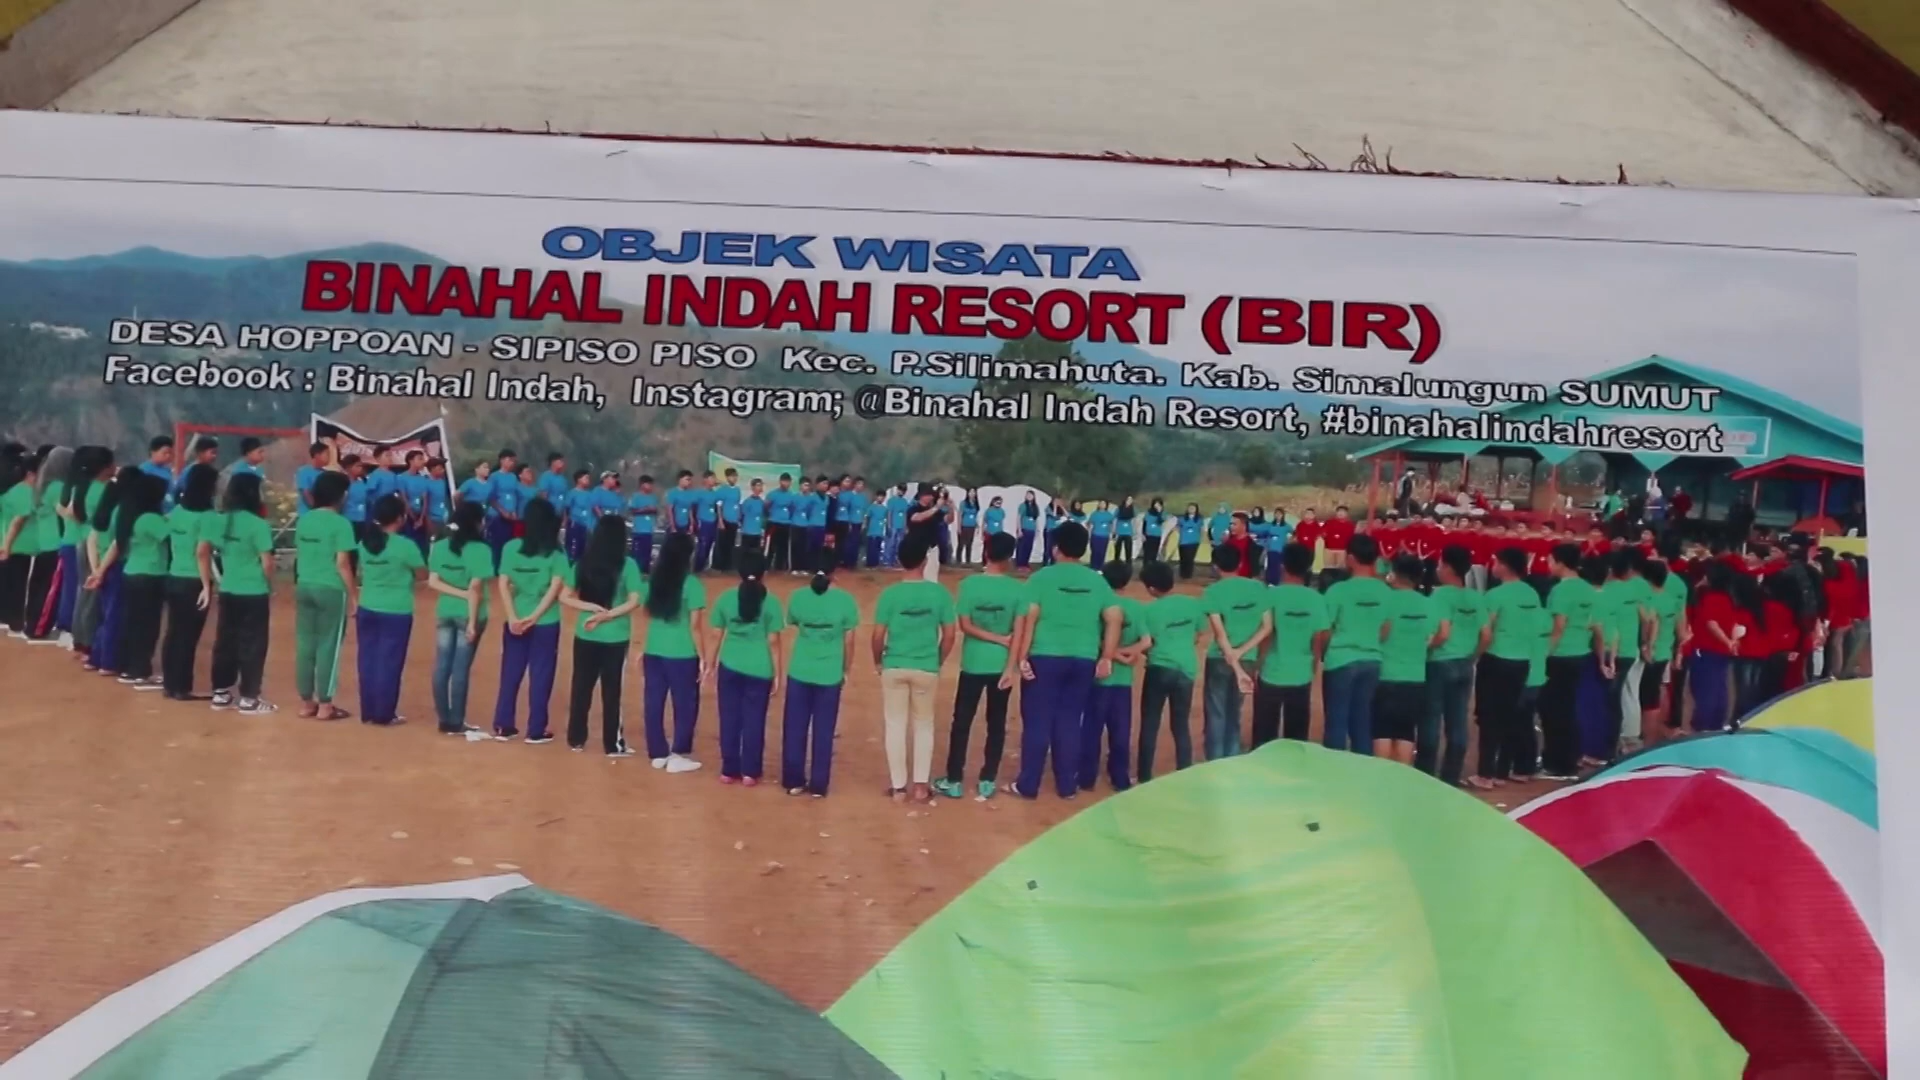 OBJEK WISATA
BINAHAL INDAH RESORT (BIR)
DESA HOPPOAN - SIPISO PISO Kec. P.Silimahuta. Kab. Simalungun SUMUT
Facebook : Binahal Indah, Instagram; @Binahal Indah Resort, #binahalindahresort